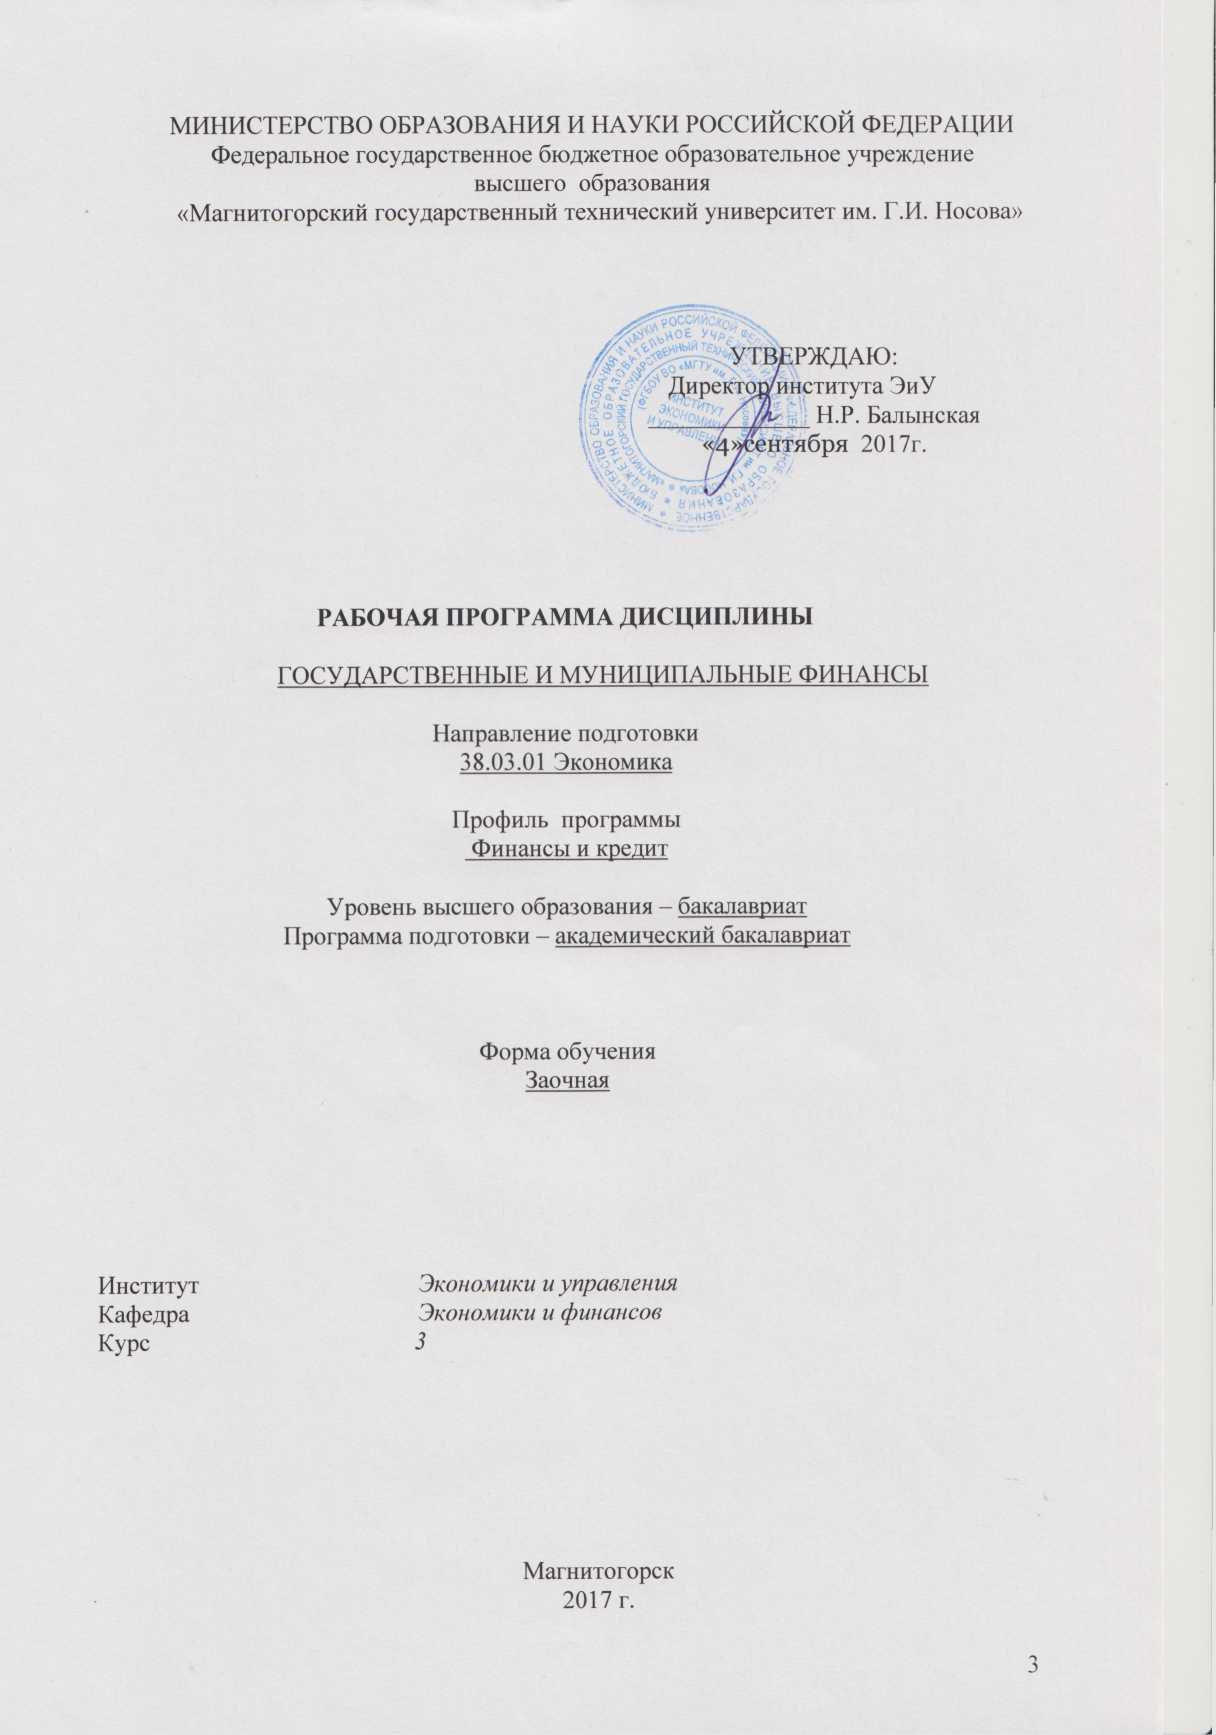 МИНИСТЕРСТВО ОБРАЗОВАНИЯ И НАУКИ РОССИЙСКОЙ ФЕДЕРАЦИИ
Федеральное государственное бюджетное образовательное учреждение
высшего образования
«Магнитогорский государственный технический университет им. Г.И. Носова»
УТВЕРЖДАЮ:
Директор института ЭиУ
Н.Р. Балынская
«4»сентября 2017г.
ИНСТИТУТ
ЭКОНОМИКИ
И УПРАВЛЕНИЯ
РАБОЧАЯ ПРОГРАММА ДИСЦИПЛИНЫ
ГОСУДАРСТВЕННЫЕ И МУНИЦИПАЛЬНЫЕ ФИНАНСЫ
Направление подготовки
38.03.01 Экономика
Профиль программы
Финансы и кредит
Уровень высшего образования – бакалавриат
Программа подготовки – академический бакалавриат
Форма обучения
Заочная
Институт Экономики и управления
Кафедра Экономики и финансов
Курс 3
Магнитогорск
2017 г.
3